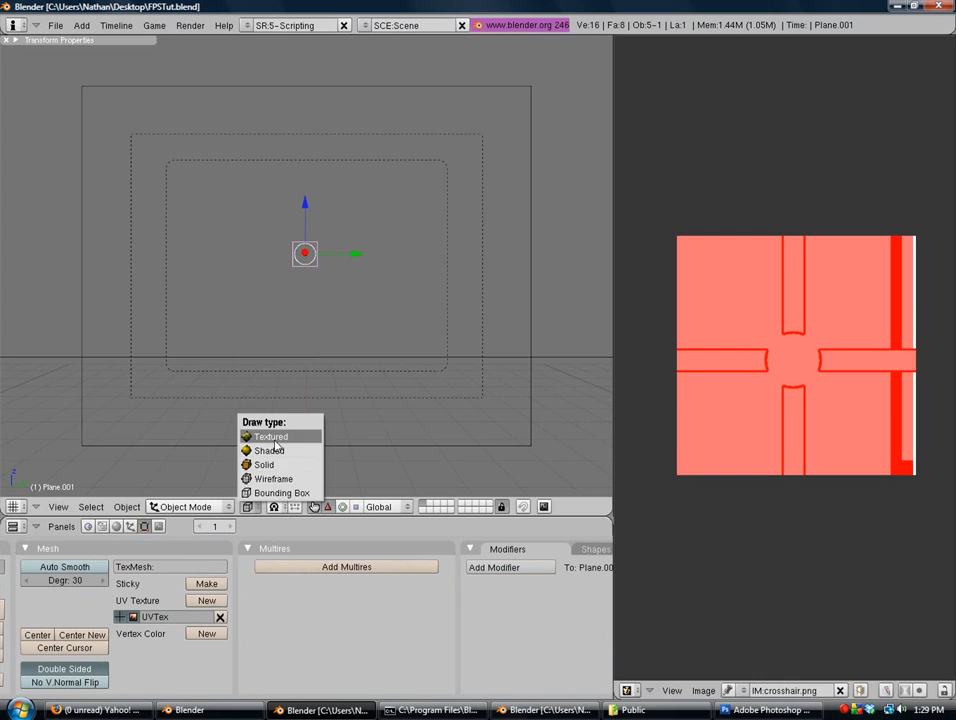 Blender [C:\Users\Nathan\Desktop\FPSTut.blend]
File Add Timeline Game Render Help SR:5-Scripting SCE:Scene www.blender.org 246 Ve:16 | Fa:8 | Ob:5-1 | La:1 | Mem:1.44M (1.05M) | Time: | Plane.001
Transform Properties
Draw type:
Textured
Shaded
Solid
Wireframe
Bounding Box
z
(1) Plane.001
View Select Object Object Mode Global
Panels 1
Mesh Multires Modifiers Shapes
Auto Smooth TexMesh: Add Multires Add Modifier To: Plane.00
Degr: 30 Sticky Make
UV Texture New
UVTex
Center Center New Vertex Color New
Center Cursor
Double Sided
No V.Normal Flip
View Image IM:crosshair.png
(0 unread) Yahoo! ... Blender Blender [C:\Users\N... C:\Program Files\Bl... Blender [C:\Users\N... Public Adobe Photoshop ... 1:29 PM